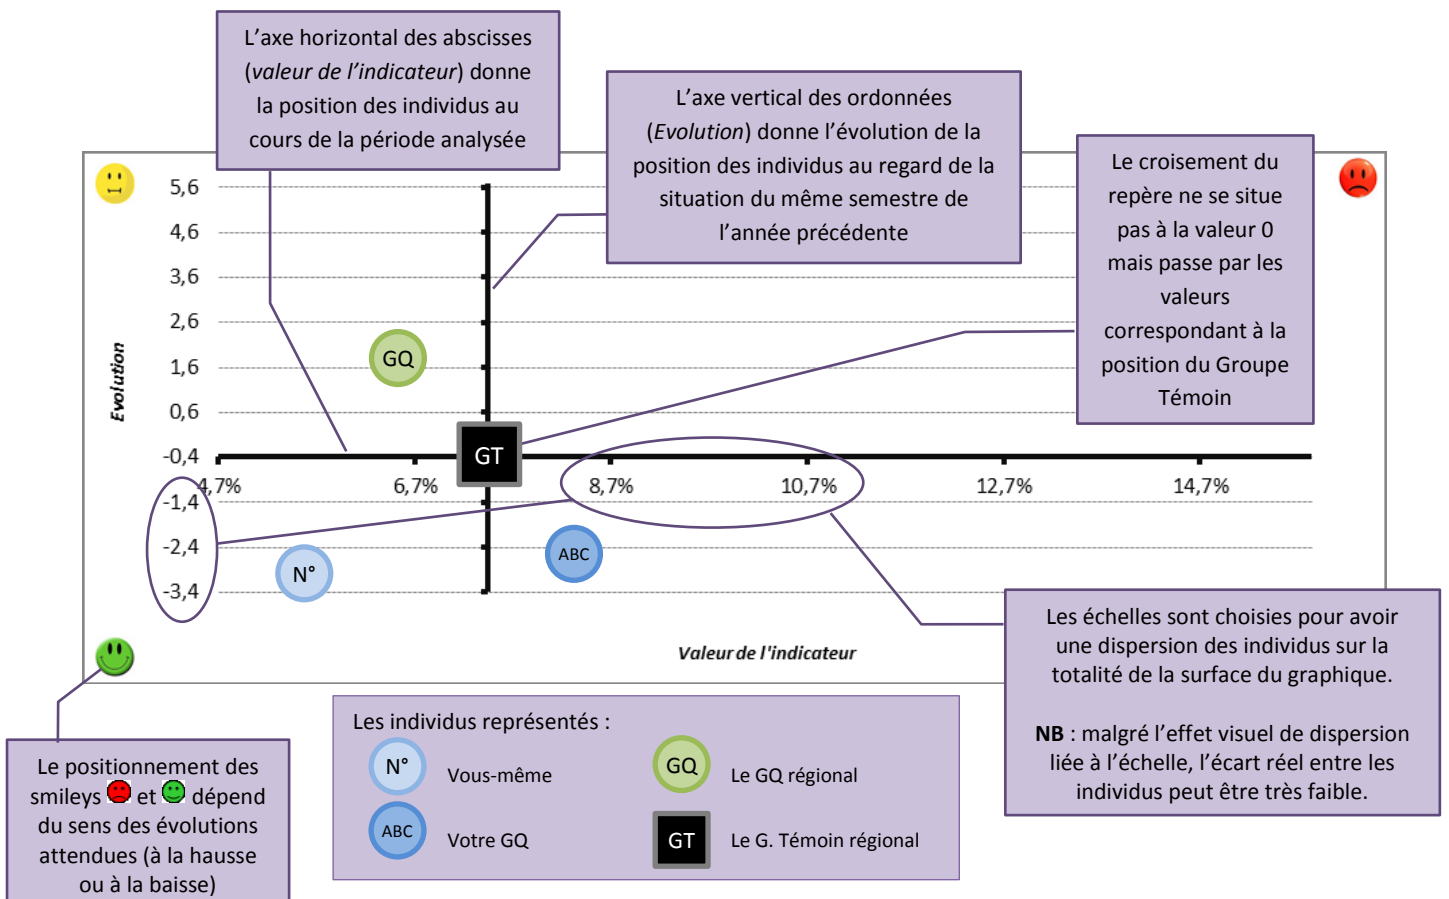 L'axe horizontal des abscisses
(valeur de l'indicateur) donne
la position des individus au
cours de la période analysée
L'axe vertical des ordonnées
(Evolution) donne l'évolution de la
position des individus au regard de la
situation du même semestre de
l'année précédente
Le croisement du
repère ne se situe
pas à la valeur 0
mais passe par les
valeurs
correspondant à la
position du Groupe
Témoin
5,6
4,6
3,6
2,6
1,6
0,6
-0,4
-1,4
-2,4
-3,4
Evolution
GQ
GT
4,7%
6,7%
8,7%
10,7%
12,7%
14,7%
N°
ABC
Valeur de l'indicateur
Les échelles sont choisies pour avoir
une dispersion des individus sur la
totalité de la surface du graphique.
NB : malgré l'effet visuel de dispersion
liée à l'échelle, l'écart réel entre les
individus peut être très faible.
Le positionnement des
smileys et dépend
du sens des évolutions
attendues (à la hausse
ou à la baisse)
Les individus représentés :
N° Vous-même
GQ Le GQ régional
ABC Votre GQ
GT Le G. Témoin régional